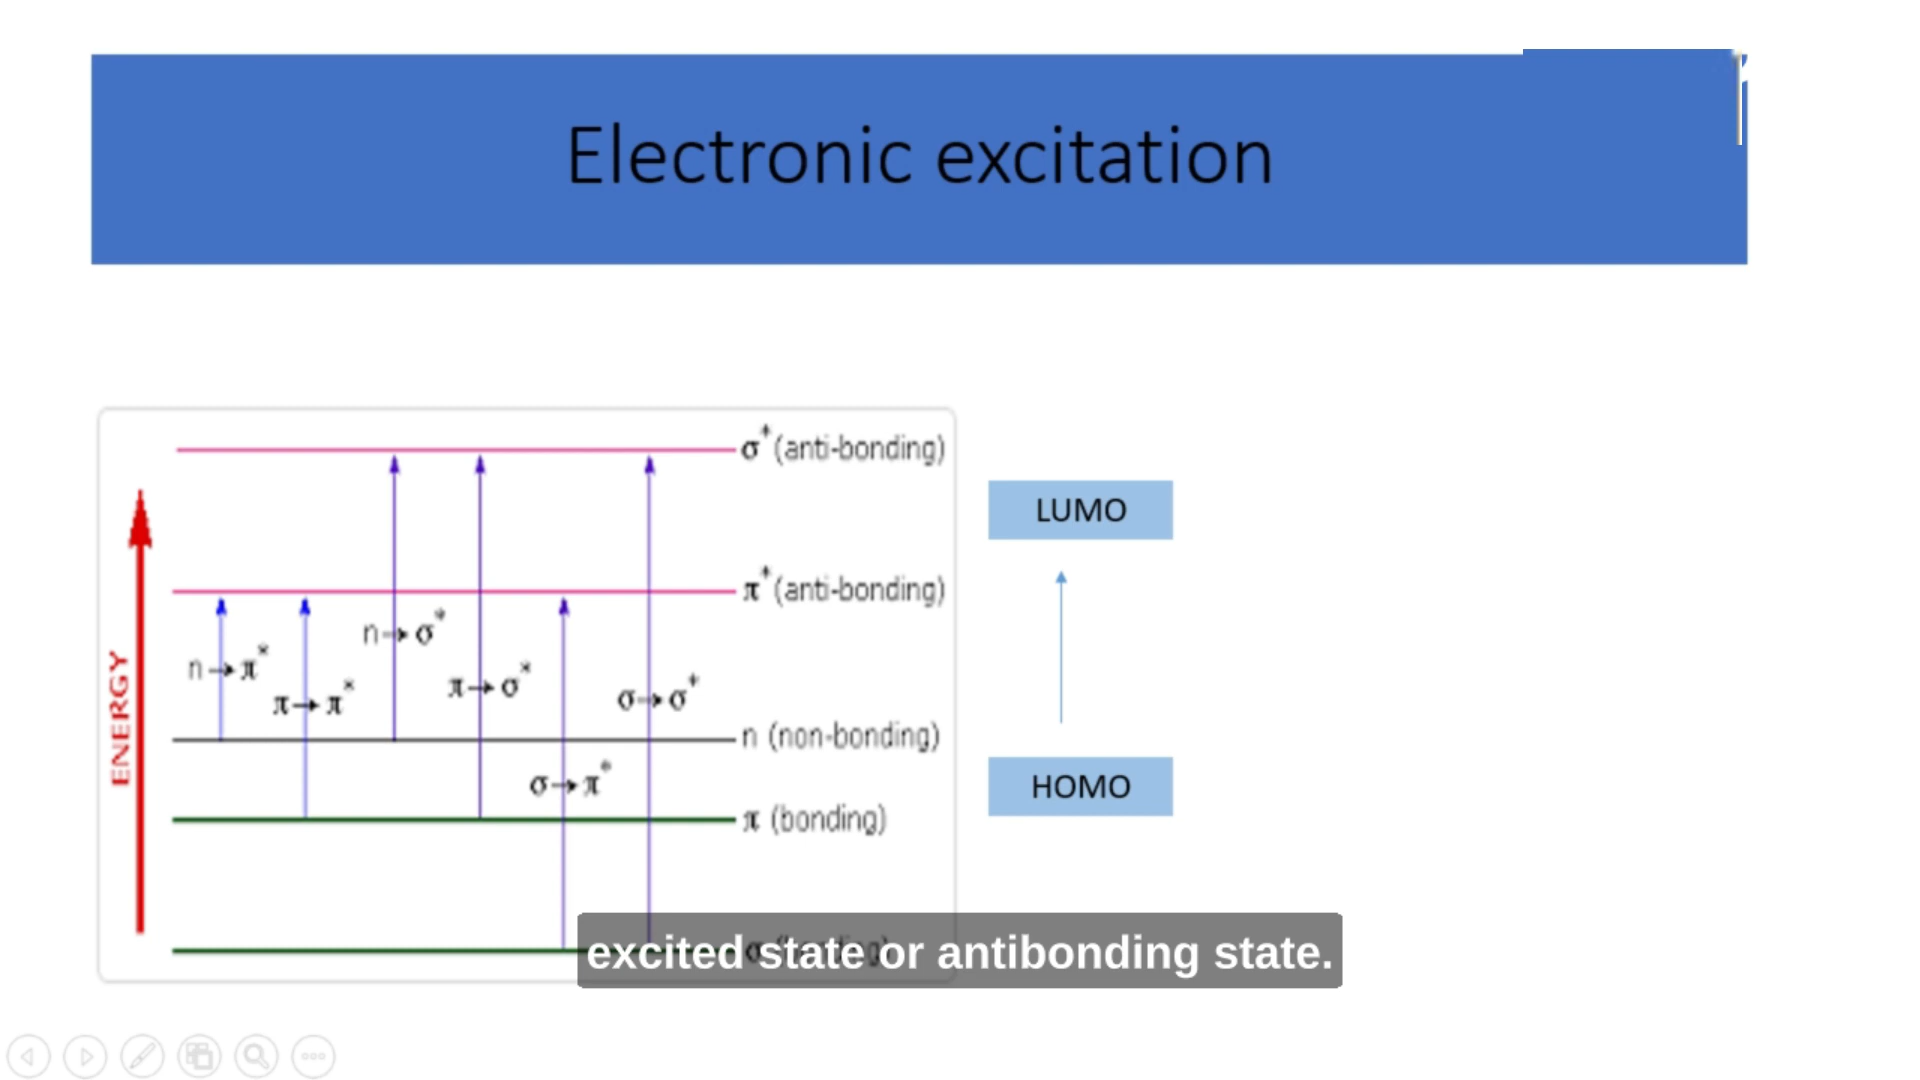 Electronic excitation
σ* (anti-bonding)
LUMO
π* (anti-bonding)
n→σ*
n→π*
π→σ*
π→π*
σ→σ*
ENERGY
n (non-bonding)
σ→π*
HOMO
π (bonding)
excited state or antibonding state.